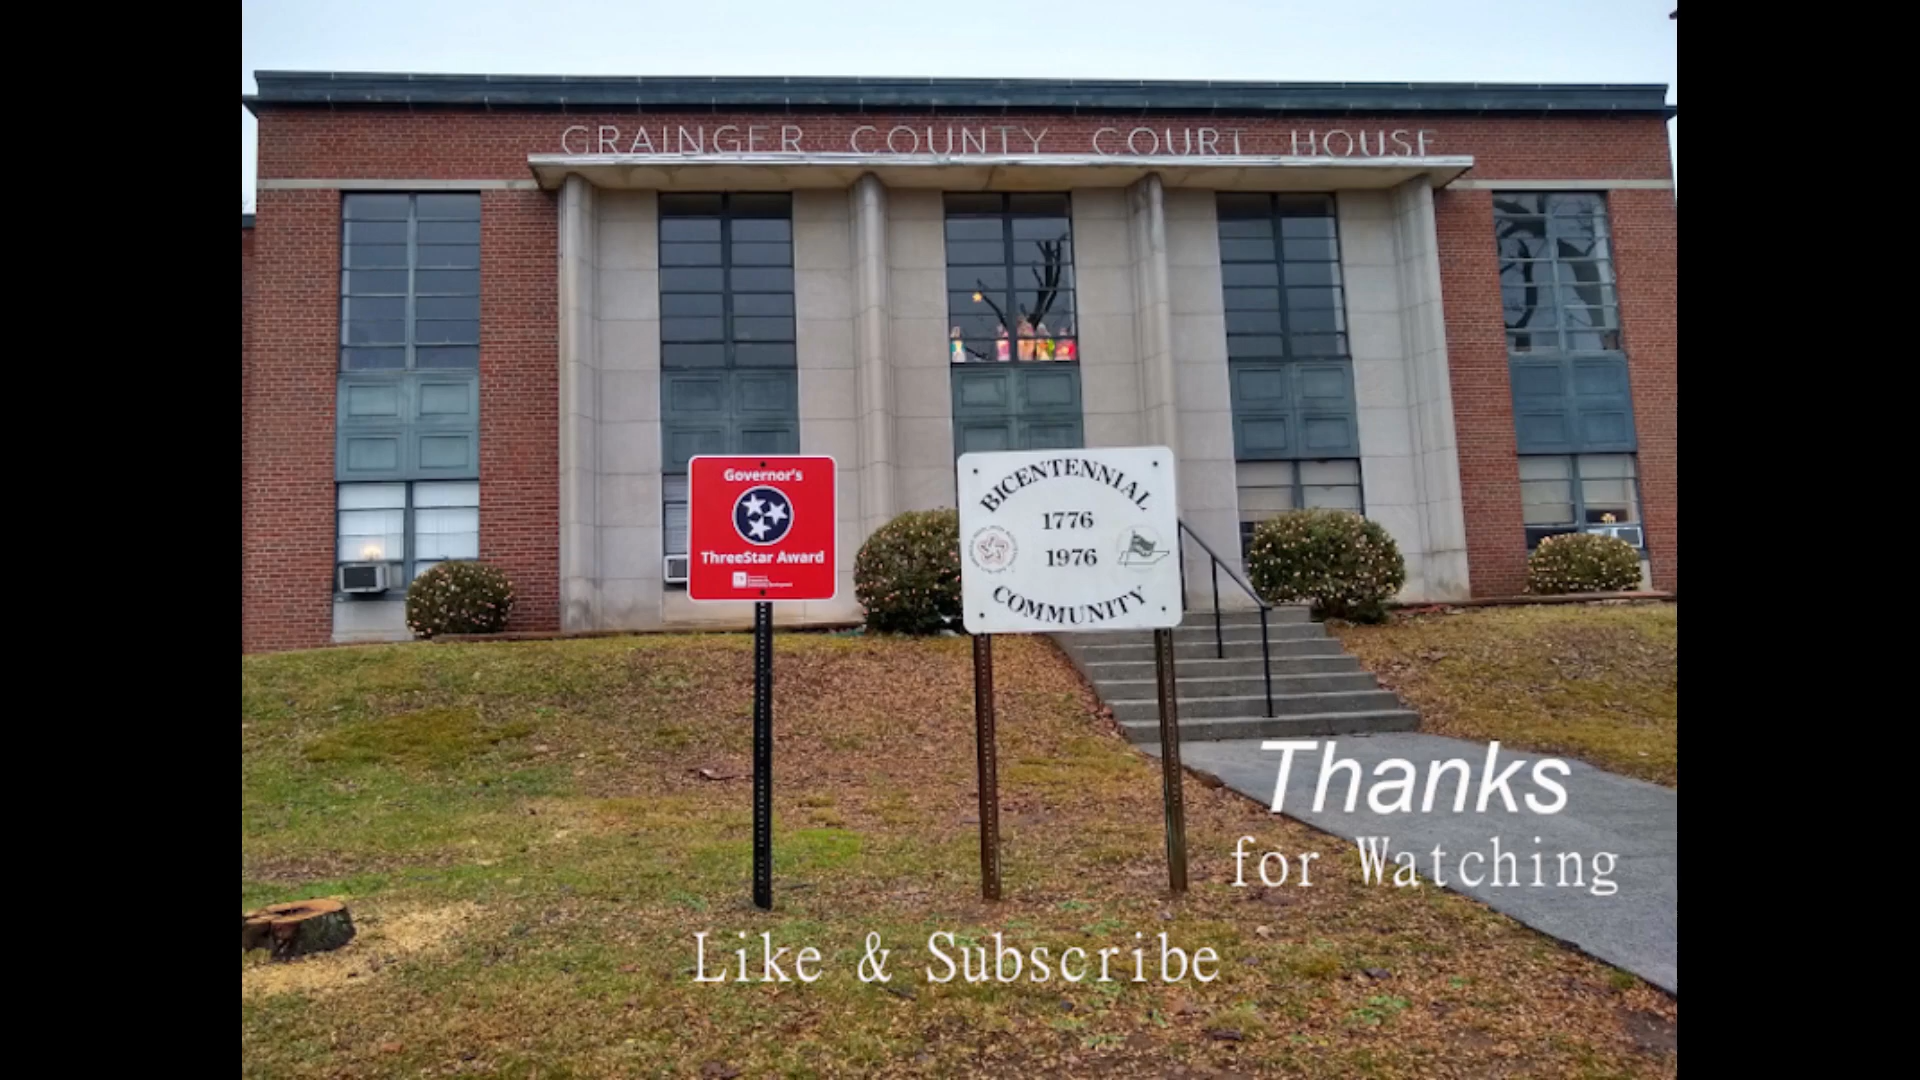 GRAINGER COUNTY COURT HOUSE
Governor's
ThreeStar Award
BICENTENNIAL
1776
1976
COMMUNITY
Thanks
for Watching
Like & Subscribe